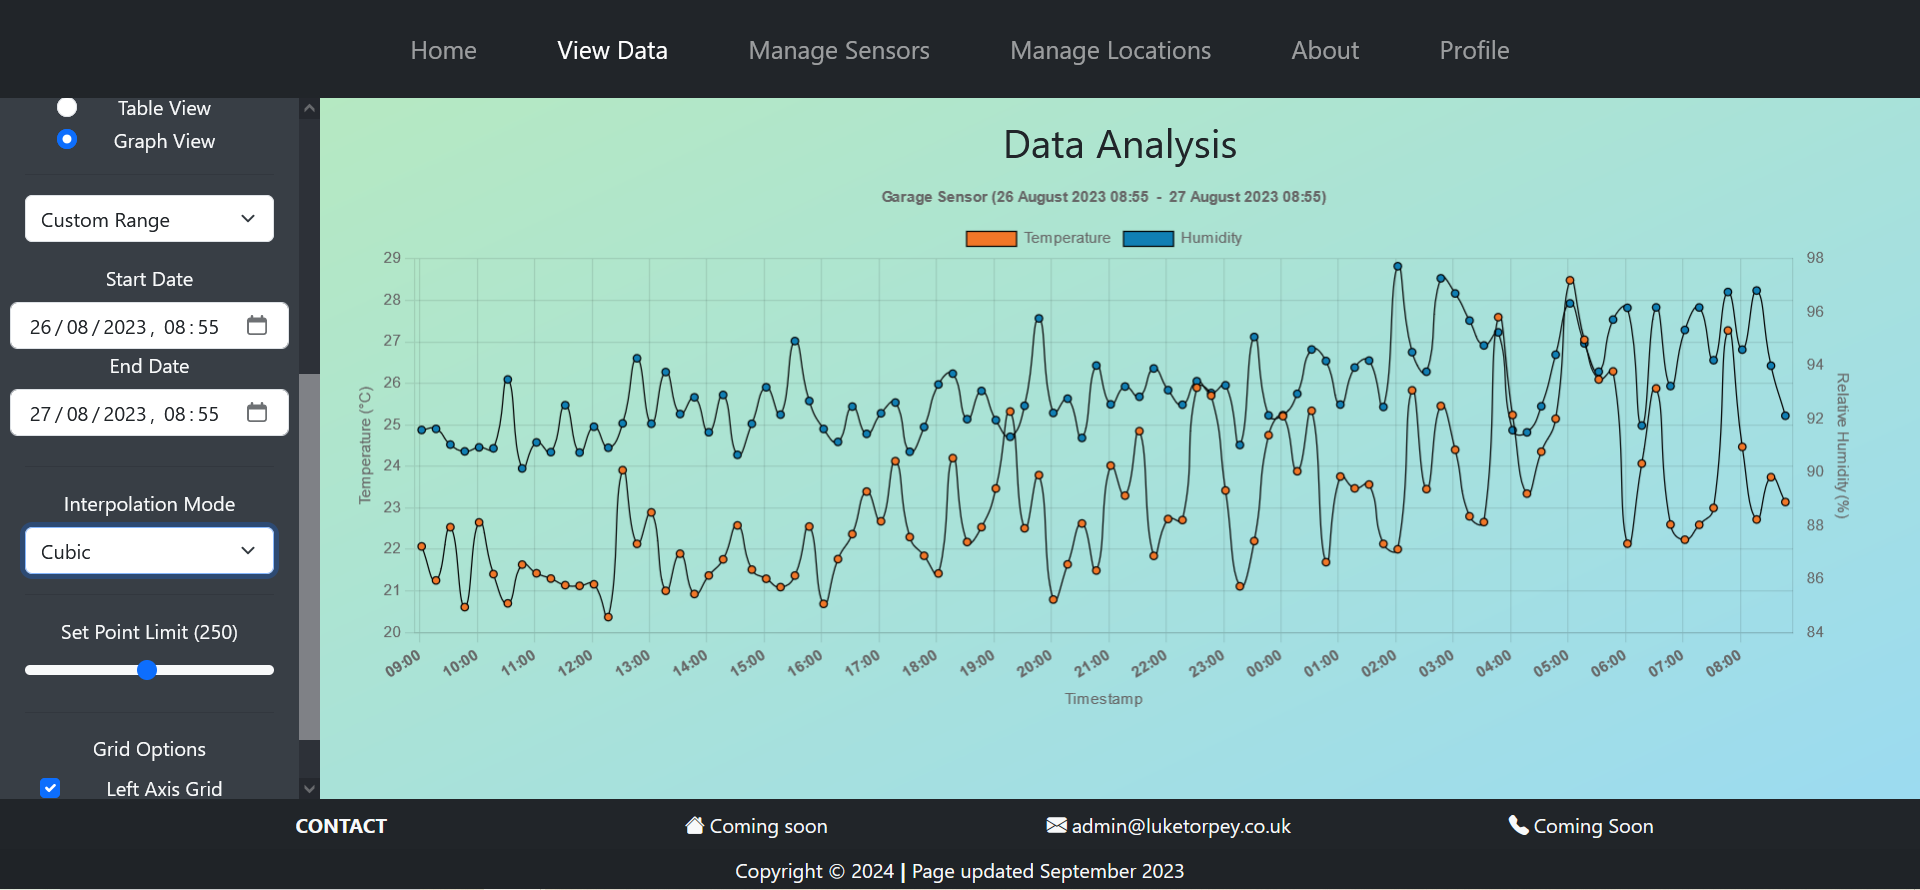 Home View Data Manage Sensors Manage Locations About Profile
Table View
Graph View
Custom Range
Start Date
26/08/2023, 08:55
End Date
27/08/2023, 08:55
Interpolation Mode
Cubic
Set Point Limit (250)
Grid Options
Left Axis Grid
Data Analysis
Garage Sensor (26 August 2023 08:55 - 27 August 2023 08:55)
Temperature Humidity
Temperature (°C)
29
28
27
26
25
24
23
22
21
20
98
96
94
92
90
88
86
84
Relative Humidity (%)
09:00 10:00 11:00 12:00 13:00 14:00 15:00 16:00 17:00 18:00 19:00 20:00 21:00 22:00 23:00 00:00 01:00 02:00 03:00 04:00 05:00 06:00 07:00 08:00
Timestamp
CONTACT Coming soon admin@luketorpey.co.uk Coming Soon
Copyright © 2024 | Page updated September 2023